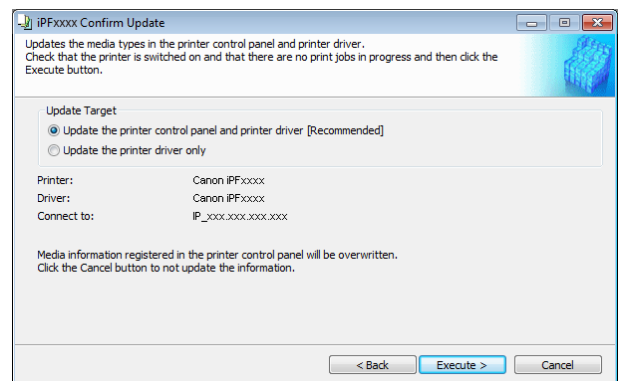 iPFxxxx Confirm Update
Updates the media types in the printer control panel and printer driver.
Check that the printer is switched on and that there are no print jobs in progress and then click the
Execute button.
Update Target
Update the printer control panel and printer driver [Recommended]
Update the printer driver only
Printer: Canon iPFxxxx
Driver: Canon iPFxxxx
Connect to: IP_xxx.xxx.xxx.xxx
Media information registered in the printer control panel will be overwritten.
Click the Cancel button to not update the information.
< Back Execute > Cancel